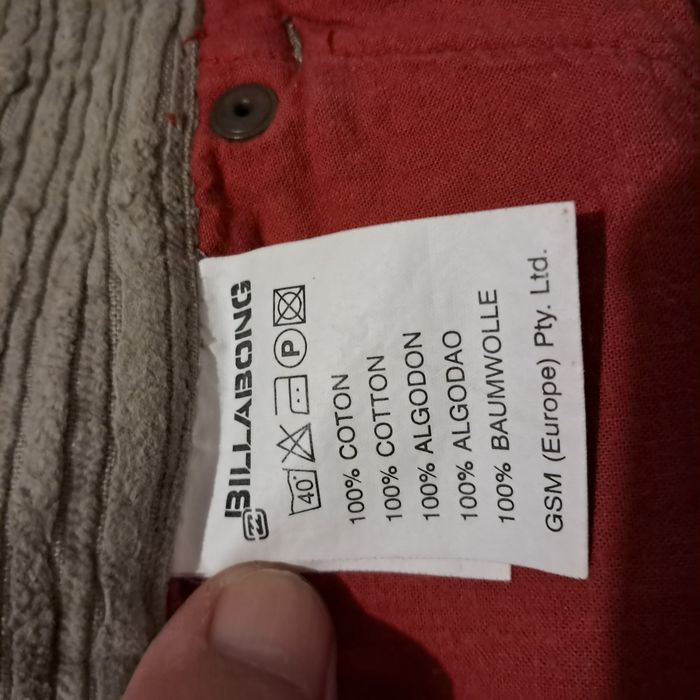 BILLABONG
40 P
100% COTON
100% COTTON
100% ALGODON
100% ALGODAO
100% BAUMWOLLE
GSM (Europe) Pty. Ltd.